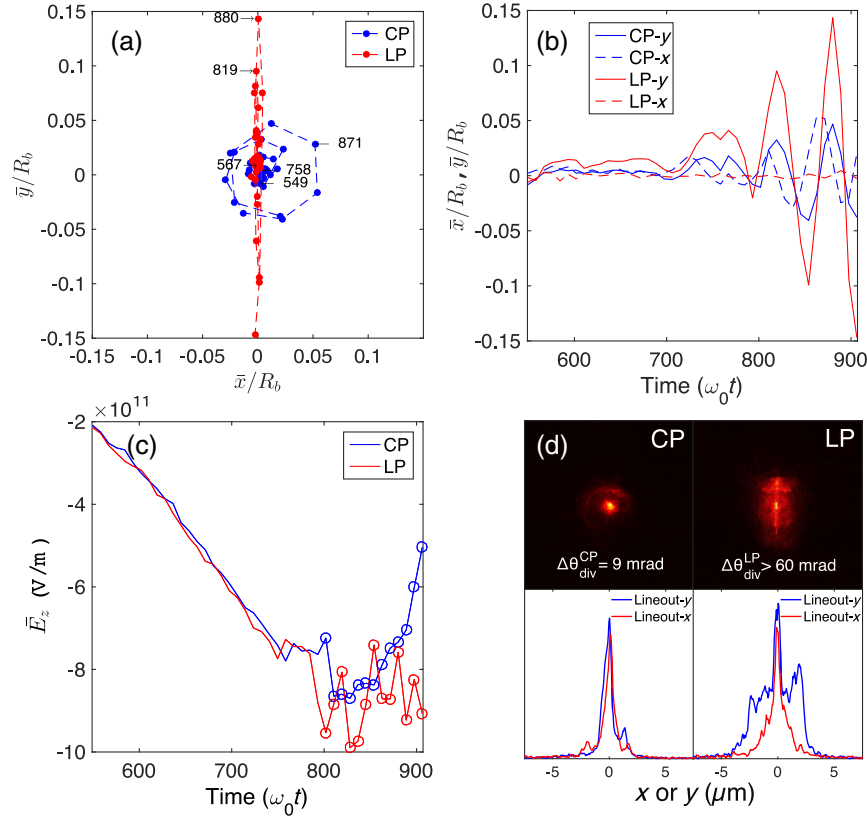 (a)
CP
LP
0.15
0.1
0.05
0
-0.05
-0.1
-0.15
880
819
871
567
758
549
ȳ/R_b
-0.15 -0.1 -0.05 0 0.05 0.1
x̄/R_b
(b)
CP-y
CP-x
LP-y
LP-x
0.15
0.1
0.05
0
-0.05
-0.1
-0.15
x̄/R_b, ȳ/R_b
600 700 800 900
Time (ω₀t)
×10¹¹
(c)
CP
LP
-2
-4
-6
-8
-10
Ē_z (V/m)
600 700 800 900
Time (ω₀t)
(d) CP LP
Δθ_div^CP = 9 mrad Δθ_div^LP > 60 mrad
Lineout-y Lineout-y
Lineout-x Lineout-x
-5 0 5 -5 0 5
x or y (μm)